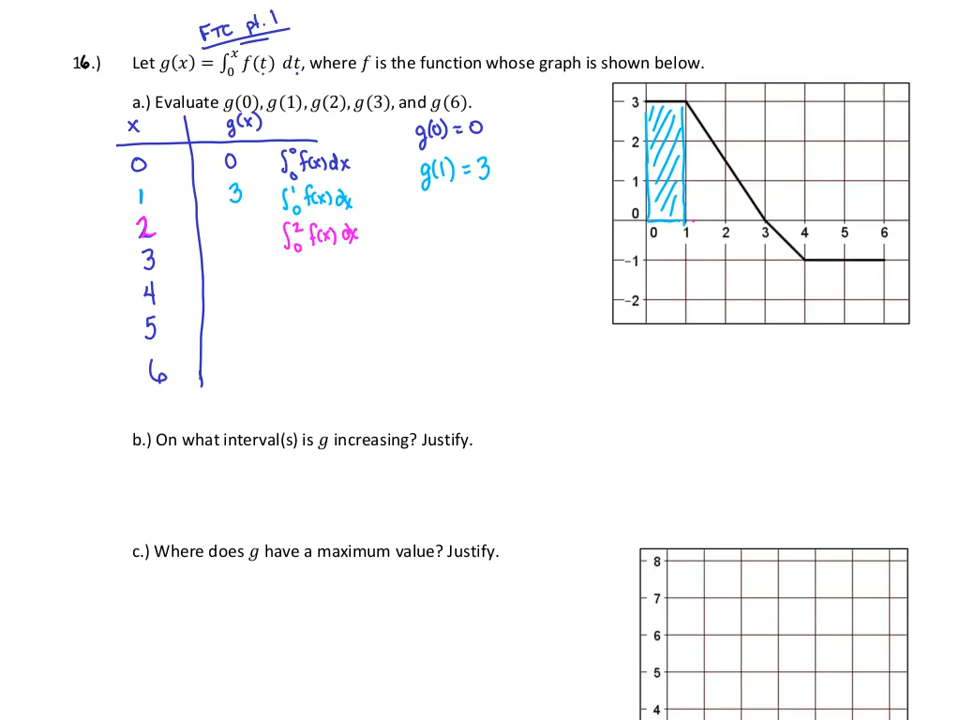 FTC pt. 1
16.) Let g(x) = ∫₀ˣ f(t) dt, where f is the function whose graph is shown below.
a.) Evaluate g(0), g(1), g(2), g(3), and g(6).
x g(x) g(0) = 0
0 0 ∫₀⁰ f(x) dx
1 3 ∫₀¹ f(x) dx g(1) = 3
2 ∫₀² f(x) dx
3
4
5
6
3
2
1
0
0 1 2 3 4 5 6
-1
-2
b.) On what interval(s) is g increasing? Justify.
c.) Where does g have a maximum value? Justify.
8
7
6
5
4